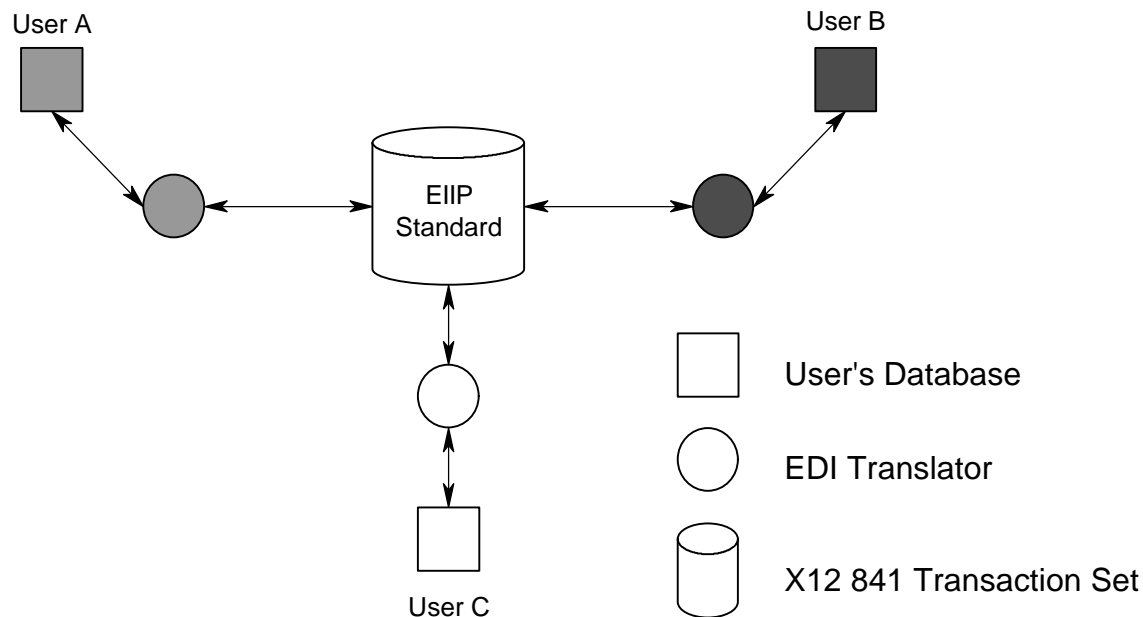 User A
User B
EIIP
Standard
User's Database
EDI Translator
X12 841 Transaction Set
User C